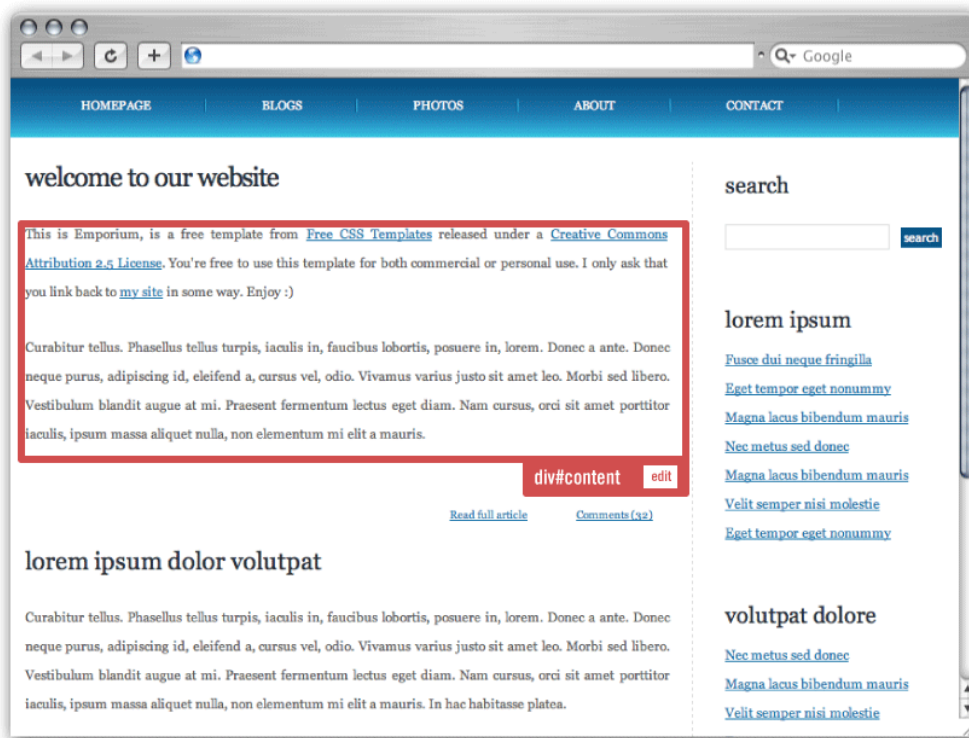 Google
HOMEPAGE
BLOGS
PHOTOS
ABOUT
CONTACT
welcome to our website
This is Emporium, is a free template from Free CSS Templates released under a Creative Commons
Attribution 2.5 License. You're free to use this template for both commercial or personal use. I only ask that
you link back to my site in some way. Enjoy :)
Curabitur tellus. Phasellus tellus turpis, iaculis in, faucibus lobortis, posuere in, lorem. Donec a ante. Donec
neque purus, adipiscing id, eleifend a, cursus vel, odio. Vivamus varius justo sit amet leo. Morbi sed libero.
Vestibulum blandit augue at mi. Praesent fermentum lectus eget diam. Nam cursus, orci sit amet porttitor
iaculis, ipsum massa aliquet nulla, non elementum mi elit a mauris.
div#content
edit
Read full article
Comments (32)
lorem ipsum dolor volutpat
Curabitur tellus. Phasellus tellus turpis, iaculis in, faucibus lobortis, posuere in, lorem. Donec a ante. Donec
neque purus, adipiscing id, eleifend a, cursus vel, odio. Vivamus varius justo sit amet leo. Morbi sed libero.
Vestibulum blandit augue at mi. Praesent fermentum lectus eget diam. Nam cursus, orci sit amet porttitor
iaculis, ipsum massa aliquet nulla, non elementum mi elit a mauris. In hac habitasse platea.
search
search
lorem ipsum
Fusce dui neque fringilla
Eget tempor eget nonummy
Magna lacus bibendum mauris
Nec metus sed donec
Magna lacus bibendum mauris
Velit semper nisi molestie
Eget tempor eget nonummy
volutpat dolore
Nec metus sed donec
Magna lacus bibendum mauris
Velit semper nisi molestie